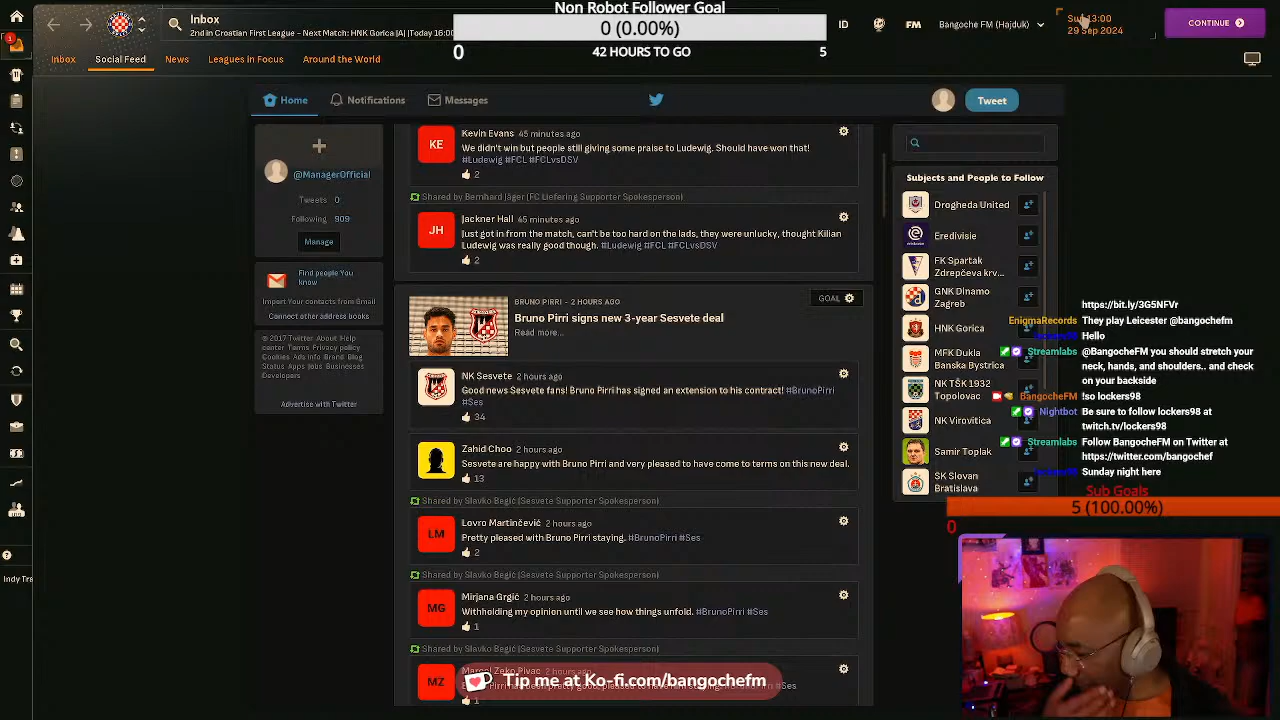 Non Robot Follower Goal
0 (0.00%)
0
42 HOURS TO GO
5
Inbox
2nd in Croatian First League - Next Match: HNK Gorica |A| |Today 16:00
ID
FM
Bangoche FM (Hajduk)
Sun 13:00
29 Sep 2024
CONTINUE
1
Inbox
Social Feed
News
Leagues in Focus
Around the World
Home
Notifications
Messages
Tweet
@ManagerOfficial
Tweets 0
Following 909
Manage
Find people You know
Import Your contacts from Gmail
Connect other address books
© 2017 Twitter About Help
center Terms Privacy policy
Cookies Ads info Brand Blog
Status Apps Jobs Businesses
Developers
Advertise with Twitter
KE
Kevin Evans 45 minutes ago
We didn't win but people still giving some praise to Ludewig. Should have won that!
#Ludewig #FCL #FCLvsDSV
2
Shared by Bernhard Jäger (FC Liefering Supporter Spokesperson)
JH
Jackner Hall 45 minutes ago
Just got in from the match, can't be too hard on the lads, they were unlucky, thought Kilian
Ludewig was really good though. #Ludewig #FCL #FCLvsDSV
2
BRUNO PIRRI - 2 HOURS AGO
GOAL
Bruno Pirri signs new 3-year Sesvete deal
Read more...
NK Sesvete 2 hours ago
Good news Sesvete fans! Bruno Pirri has signed an extension to his contract! #BrunoPirri
#Ses
34
Zahid Choo 2 hours ago
Sesvete are happy with Bruno Pirri and very pleased to have come to terms on this new deal.
13
Shared by Slavko Begić (Sesvete Supporter Spokesperson)
LM
Lovro Martinčević 2 hours ago
Pretty pleased with Bruno Pirri staying. #BrunoPirri #Ses
2
Shared by Slavko Begić (Sesvete Supporter Spokesperson)
MG
Mirjana Grgić 2 hours ago
Withholding my opinion until we see how things unfold. #BrunoPirri #Ses
1
Shared by Slavko Begić (Sesvete Supporter Spokesperson)
MZ
Marcel Zeko Pivac 2 hours ago
#Ses
1
Tip me at Ko-fi.com/bangochefm
Subjects and People to Follow
Drogheda United
Eredivisie
FK Spartak
Zdrepčeva krv...
GNK Dinamo
Zagreb
HNK Gorica
MFK Dukla
Banska Bystrica
NK TŠK 1932
Topolovac
NK Virovitica
Samir Toplak
ŠK Slovan
Bratislava
https://bit.ly/3G5NFVr
EnigmaRecords They play Leicester @bangochefm
Hello
Streamlabs @BangocheFM you should stretch your
neck, hands, and shoulders.. and check
on your backside
BangocheFM !so lockers98
Nightbot Be sure to follow lockers98 at
twitch.tv/lockers98
Streamlabs Follow BangocheFM on Twitter at
https://twitter.com/bangochef
Sunday night here
Sub Goals
5 (100.00%)
0
Indy Tra